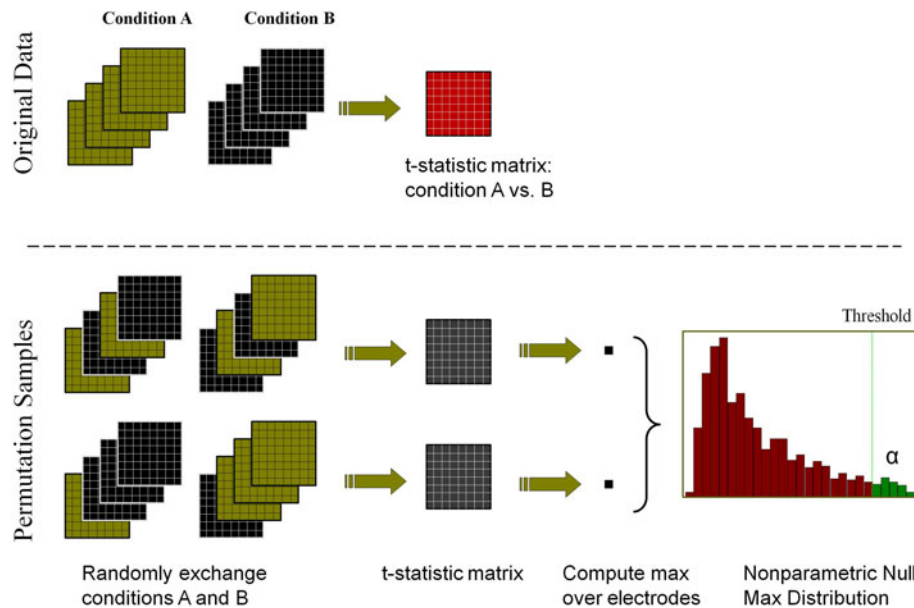 Condition A
Condition B
Original Data
t-statistic matrix:
condition A vs. B
Permutation Samples
Threshold
α
Randomly exchange
conditions A and B
t-statistic matrix
Compute max
over electrodes
Nonparametric Null
Max Distribution